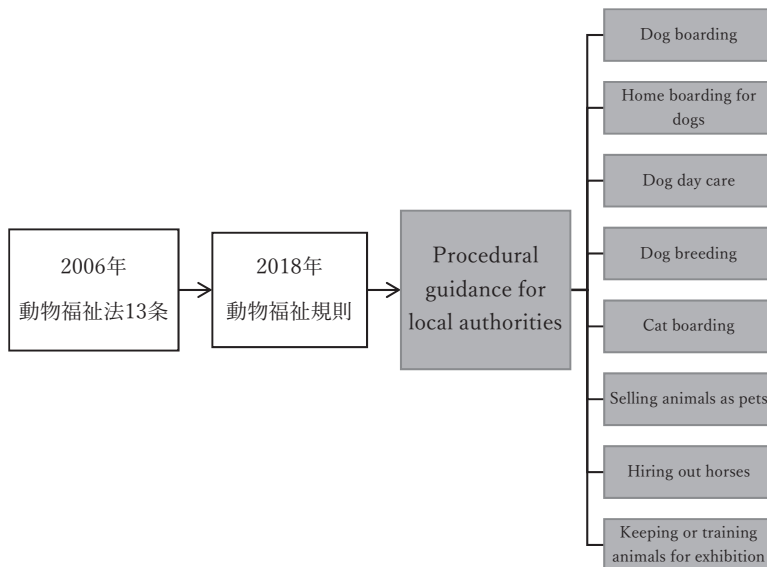 2006年
動物福祉法13条
2018年
動物福祉規則
Procedural
guidance for
local authorities
Dog boarding
Home boarding for
dogs
Dog day care
Dog breeding
Cat boarding
Selling animals as pets
Hiring out horses
Keeping or training
animals for exhibition